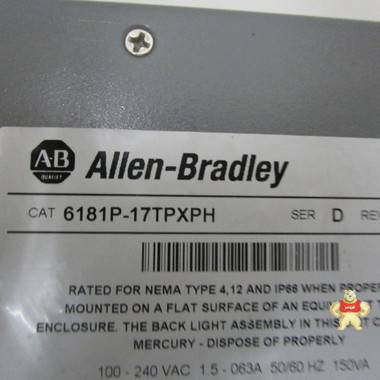 A·B
QUALITY
Allen-Bradley
CAT 6181P-17TPXPH SER D
RATED FOR NEMA TYPE 4,12 AND IP66 WHEN
MOUNTED ON A FLAT SURFACE OF AN
ENCLOSURE. THE BACK LIGHT ASSEMBLY IN THIS
MERCURY - DISPOSE OF PROPERLY
100 - 240 VAC 1.5 - 063A 50/60 HZ 150VA